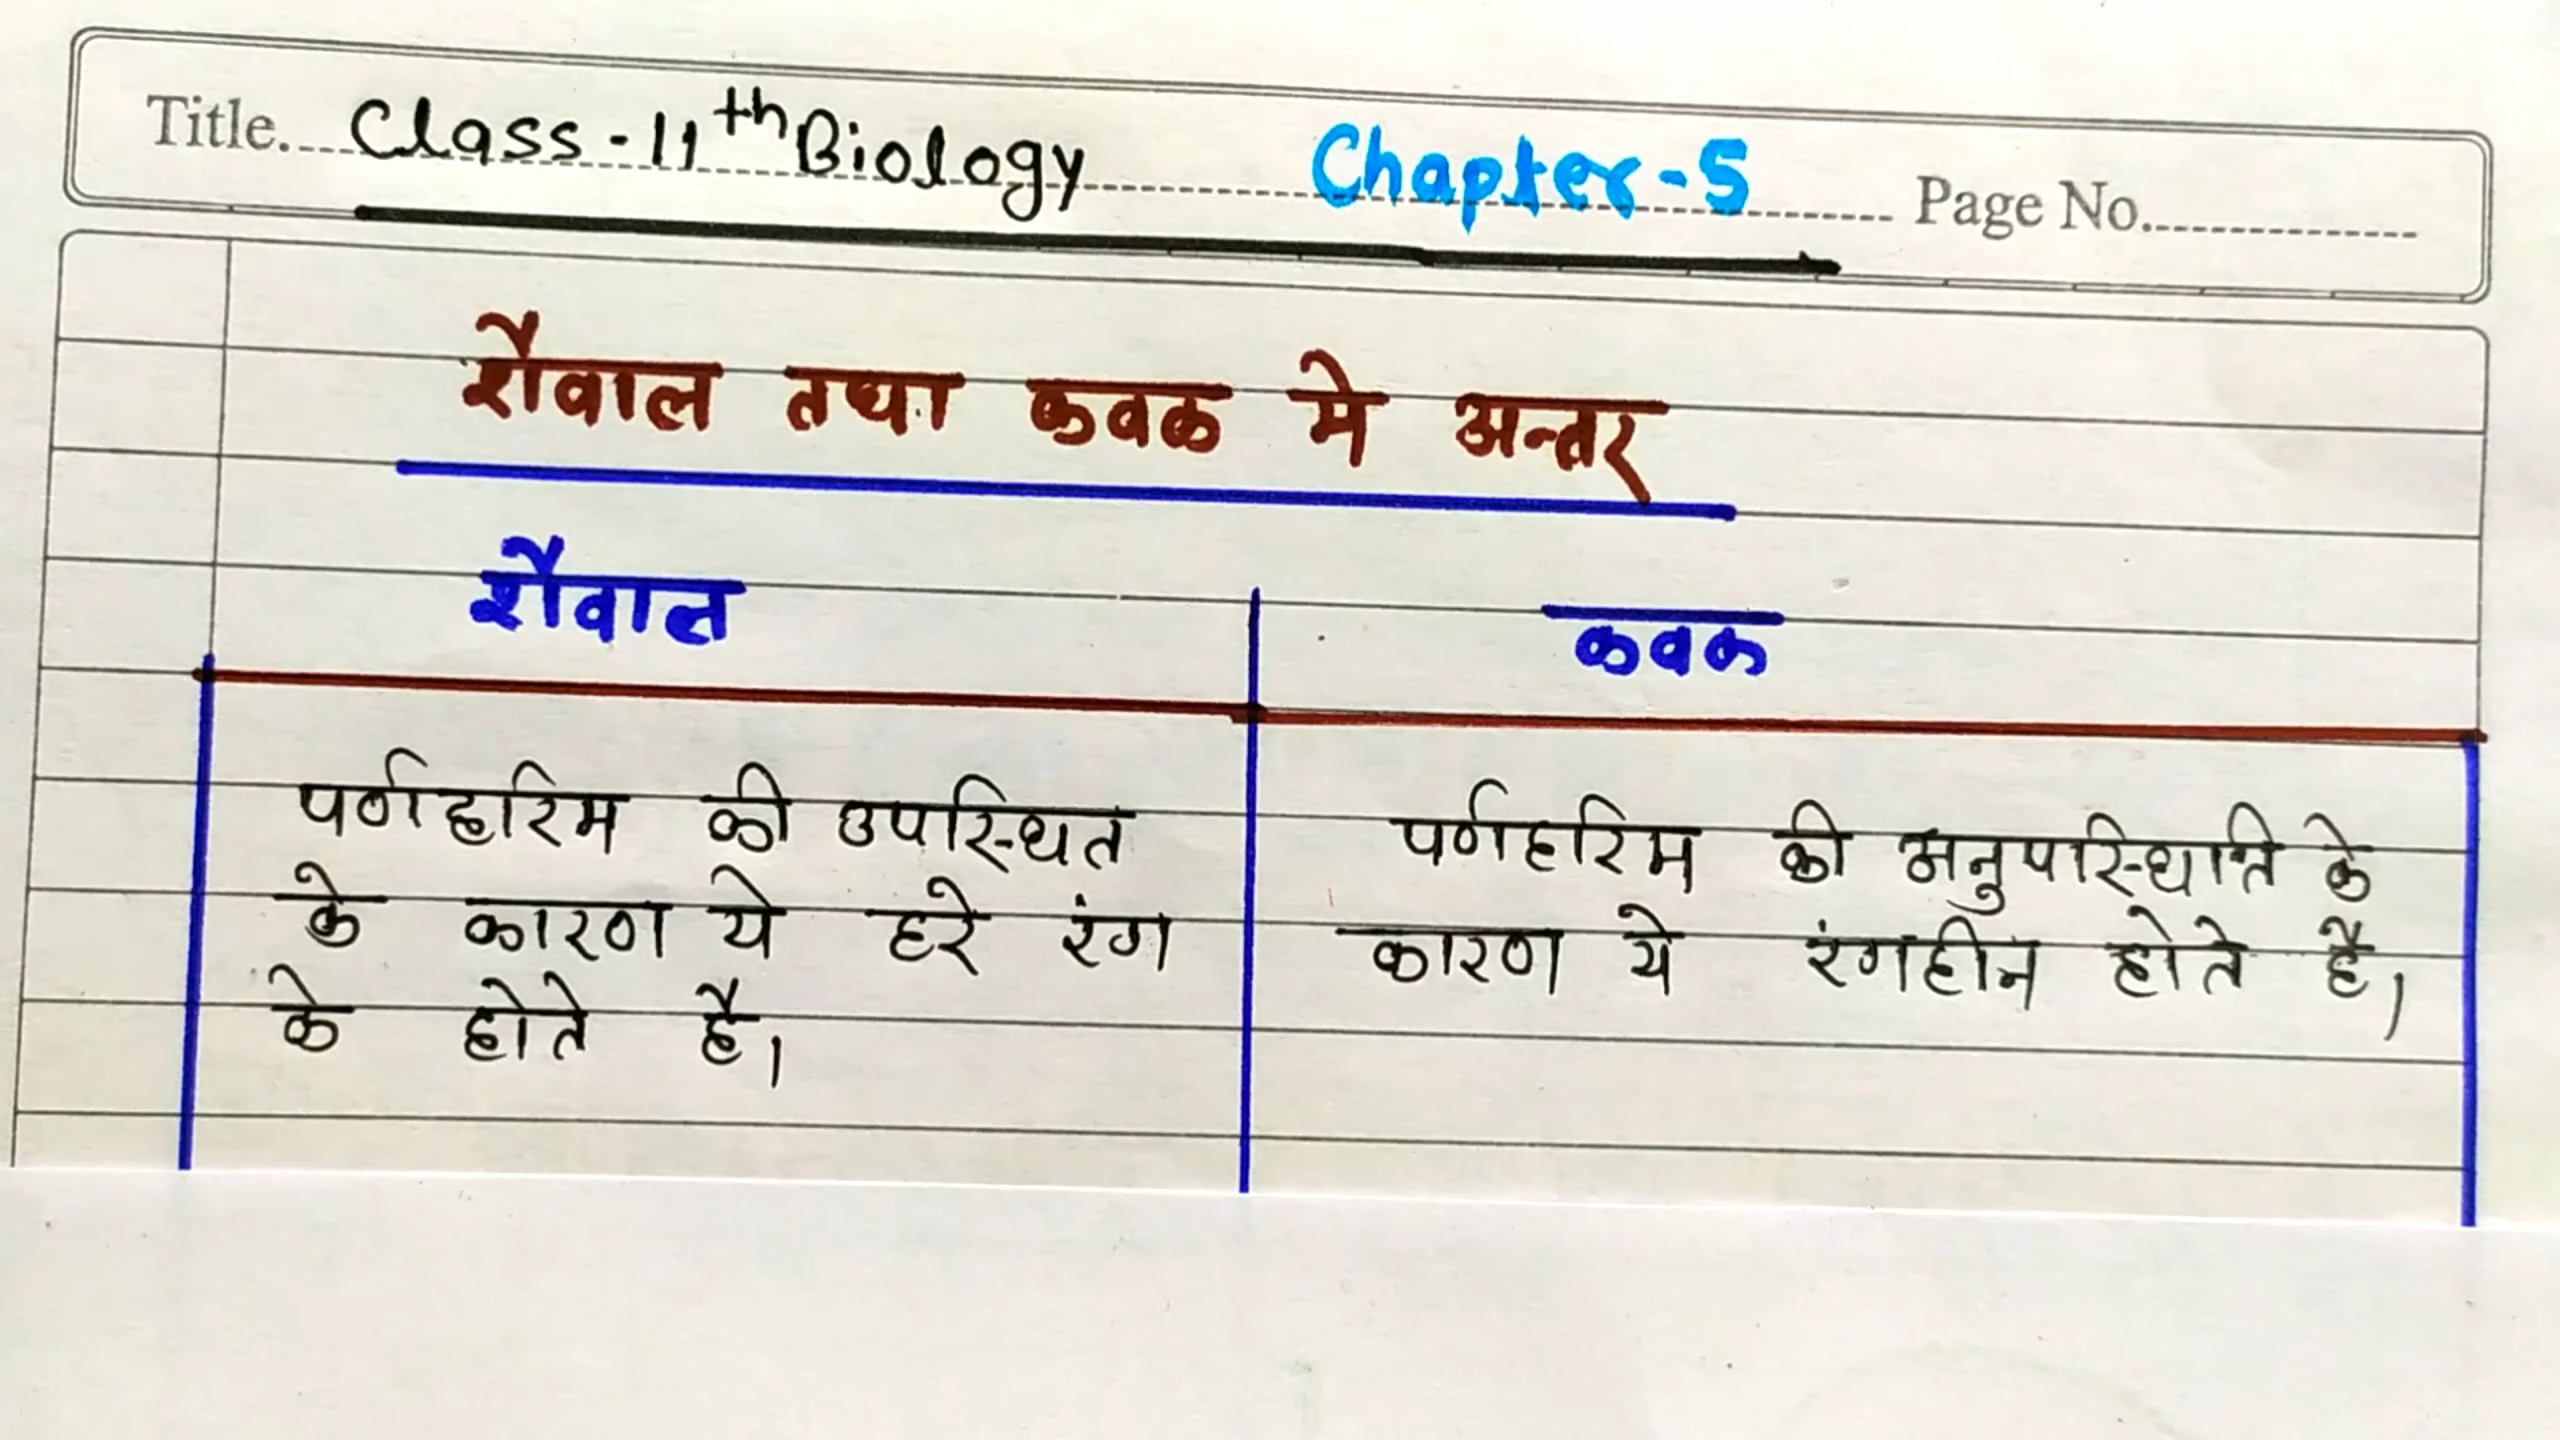 Title. Class-11th Biology Chapter-5 Page No.
शैवाल तथा कवक मे अन्तर
शैवाल
कवक
पर्णहरिम की उपस्थित
के कारण ये हरे रंग
के होते है।
पर्णहरिम की अनुपस्थिति के
कारण ये रंगहीन होते है।